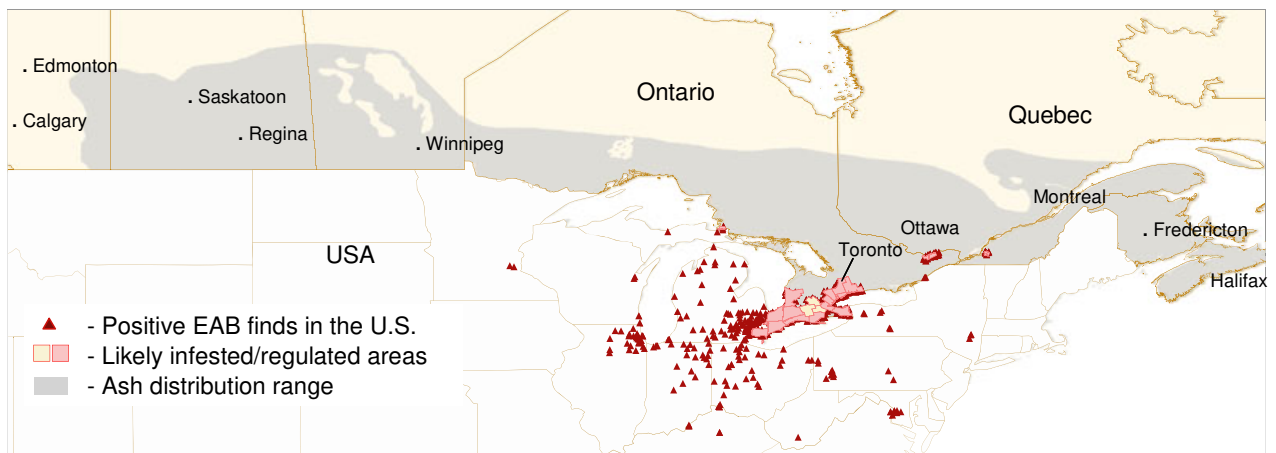 Edmonton
Saskatoon
Ontario
Quebec
Calgary
Regina
Winnipeg
Montreal
Ottawa
Fredericton
USA
Toronto
Halifax
- Positive EAB finds in the U.S.
- Likely infested/regulated areas
- Ash distribution range